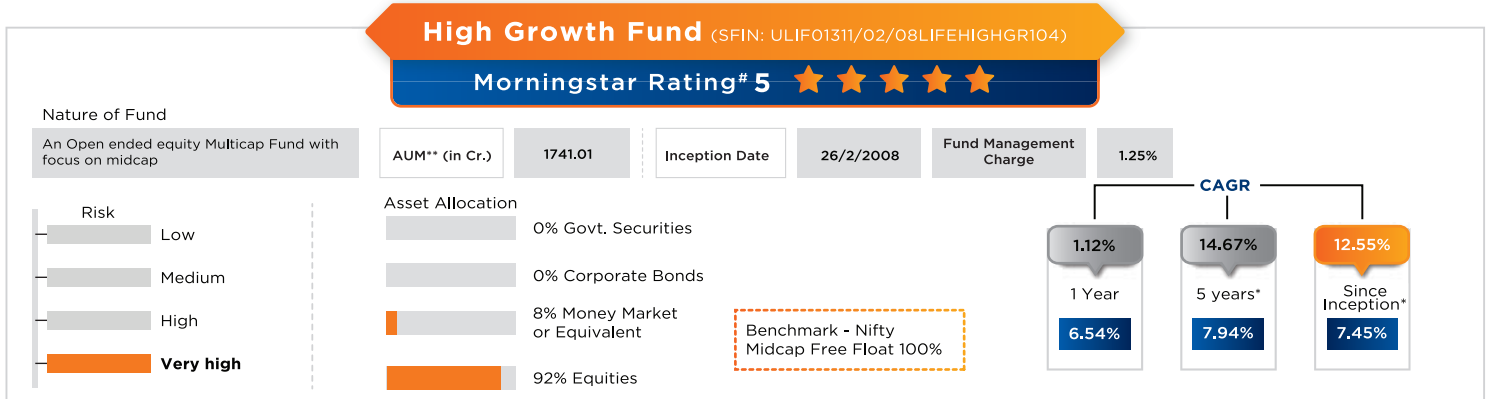 High Growth Fund (SFIN: ULIF01311/02/08LIFEHIGHGR104)
Morningstar Rating# 5
Nature of Fund
An Open ended equity Multicap Fund with
focus on midcap
AUM** (in Cr.)
1741.01
Inception Date
26/2/2008
Fund Management
Charge
1.25%
Risk
Low
Medium
High
Very high
Asset Allocation
0% Govt. Securities
0% Corporate Bonds
8% Money Market
or Equivalent
92% Equities
Benchmark - Nifty
Midcap Free Float 100%
CAGR
1.12%
1 Year
6.54%
14.67%
5 years*
7.94%
12.55%
Since
Inception*
7.45%